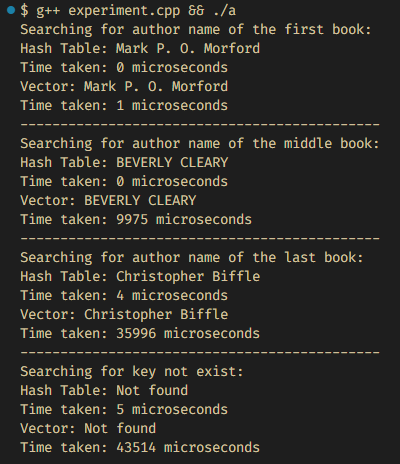 $ g++ experiment.cpp && ./a
Searching for author name of the first book:
Hash Table: Mark P. O. Morford
Time taken: 0 microseconds
Vector: Mark P. O. Morford
Time taken: 1 microseconds
---------------------------------------------
Searching for author name of the middle book:
Hash Table: BEVERLY CLEARY
Time taken: 0 microseconds
Vector: BEVERLY CLEARY
Time taken: 9975 microseconds
---------------------------------------------
Searching for author name of the last book:
Hash Table: Christopher Biffle
Time taken: 4 microseconds
Vector: Christopher Biffle
Time taken: 35996 microseconds
---------------------------------------------
Searching for key not exist:
Hash Table: Not found
Time taken: 5 microseconds
Vector: Not found
Time taken: 43514 microseconds